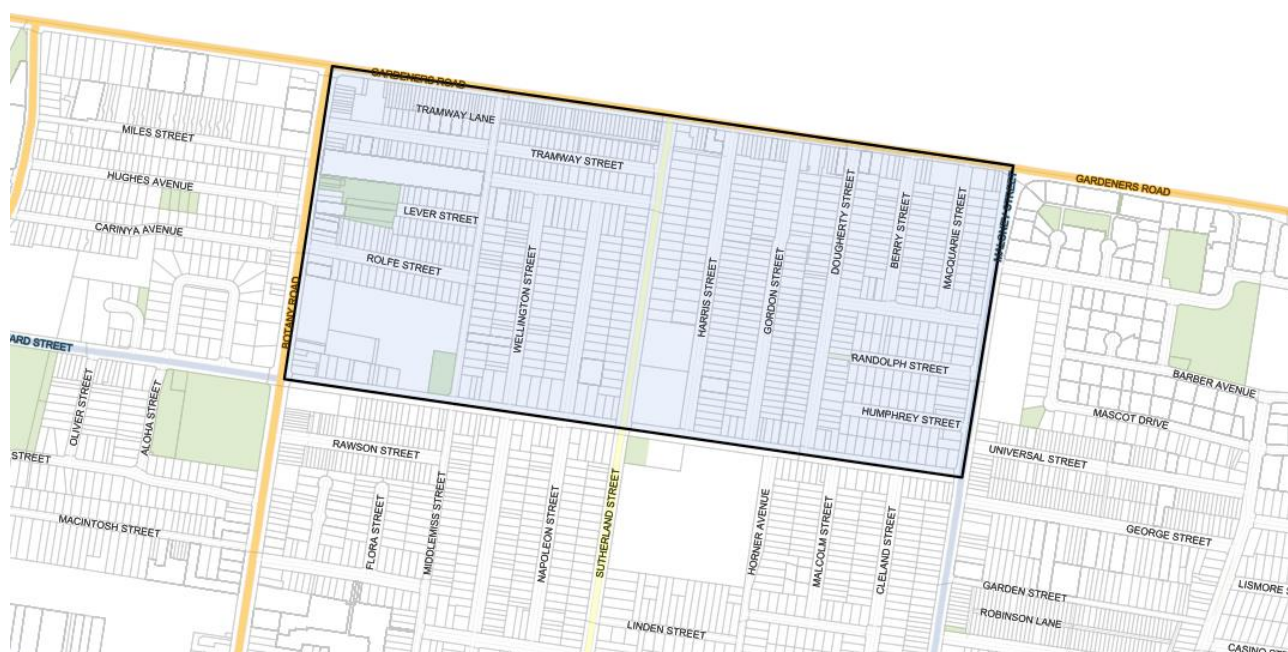 GARDENERS ROAD
TRAMWAY LANE
MILES STREET
TRAMWAY STREET
HUGHES AVENUE
GARDENERS ROAD
MALONEY STREET
LEVER STREET
CARINYA AVENUE
DOUGHERTY STREET
BERRY STREET
MACQUARIE STREET
ROLFE STREET
WELLINGTON STREET
HARRIS STREET
GORDON STREET
BOTANY ROAD
ARD STREET
RANDOLPH STREET
BARBER AVENUE
OLIVER STREET
ALOHA STREET
HUMPHREY STREET
MASCOT DRIVE
RAWSON STREET
STREET
UNIVERSAL STREET
MACINTOSH STREET
FLORA STREET
MIDDLEMISS STREET
NAPOLEON STREET
SUTHERLAND STREET
HORNER AVENUE
MALCOLM STREET
CLELAND STREET
GEORGE STREET
GARDEN STREET
LISMORE S
ROBINSON LANE
LINDEN STREET
CASINO ST